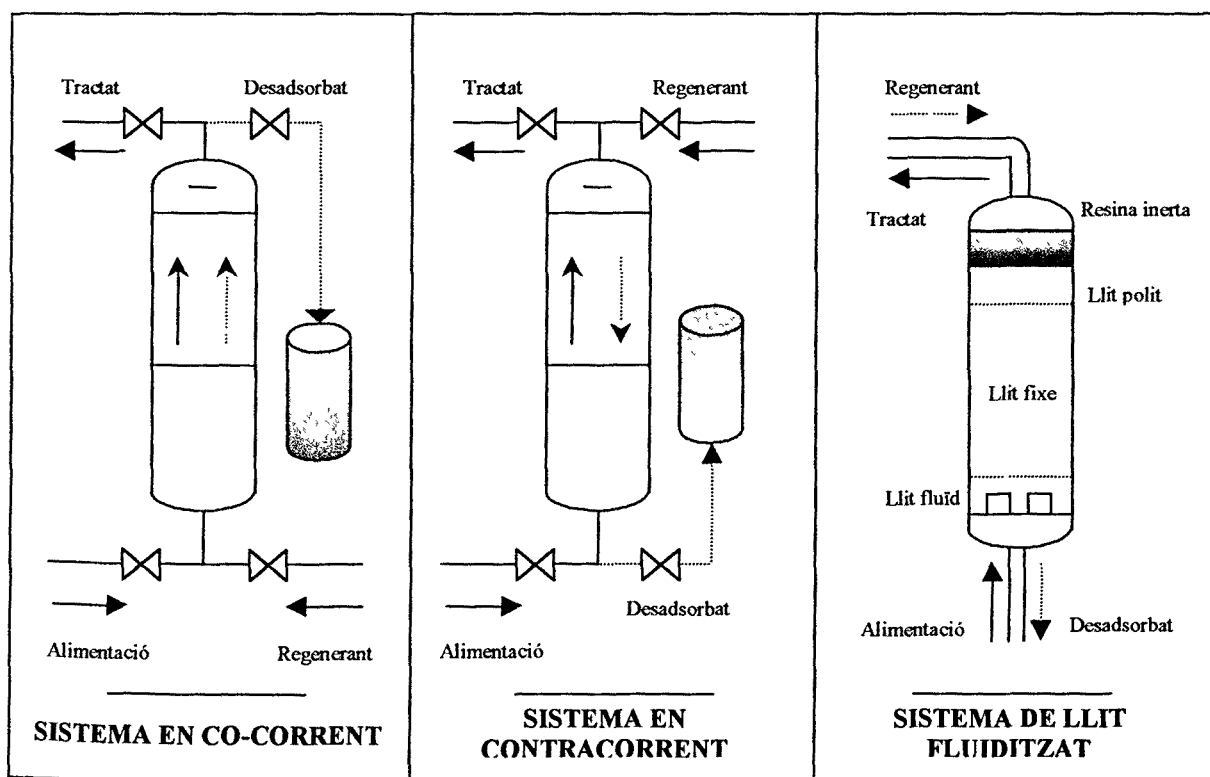 Tractat
Desadsorbat
Alimentació
Regenerant
SISTEMA EN CO-CORRENT
Tractat
Regenerant
Desadsorbat
Alimentació
SISTEMA EN
CONTRACORRENT
Regenerant
Tractat
Resina inerta
Llit polit
Llit fixe
Llit fluïd
Alimentació
Desadsorbat
SISTEMA DE LLIT
FLUIDITZAT